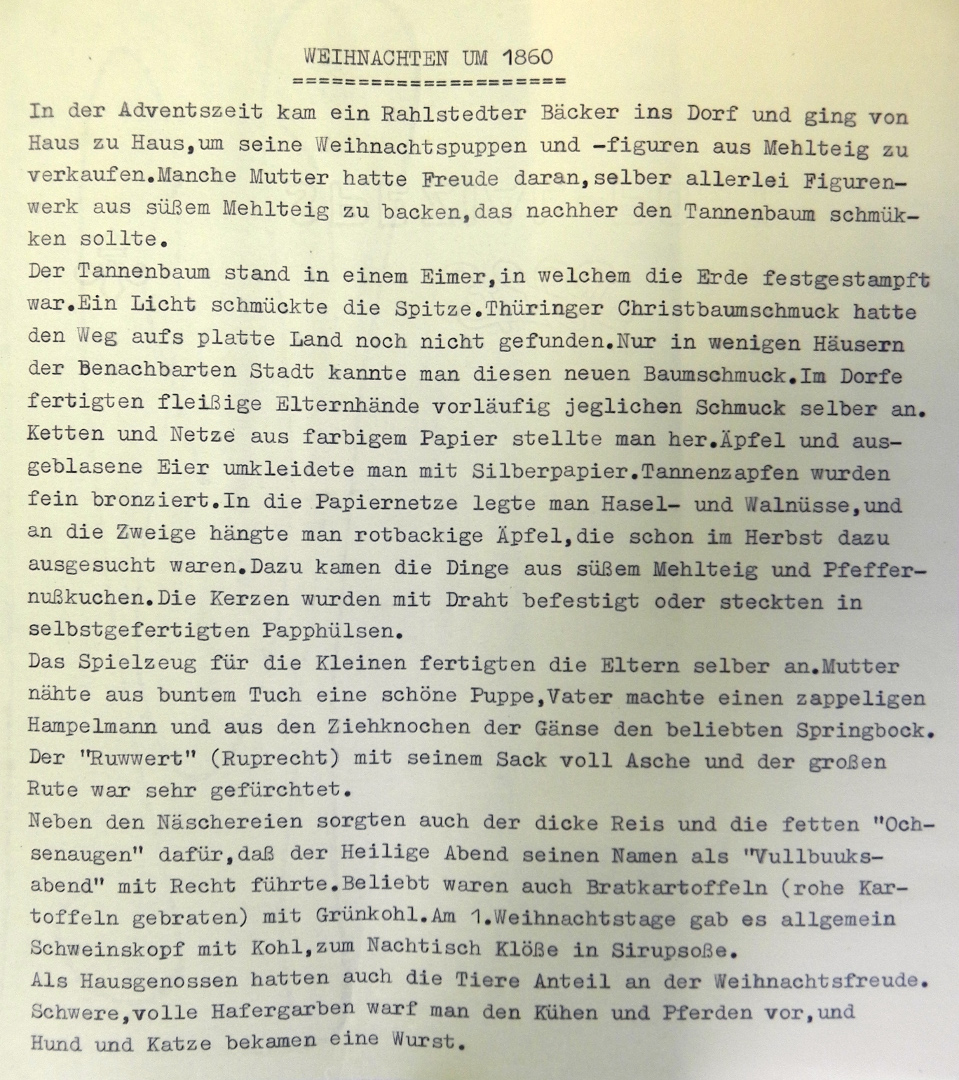 WEIHNACHTEN UM 1860
=====================
In der Adventszeit kam ein Rahlstedter Bäcker ins Dorf und ging von
Haus zu Haus,um seine Weihnachtspuppen und -figuren aus Mehlteig zu
verkaufen.Manche Mutter hatte Freude daran,selber allerlei Figuren-
werk aus süßem Mehlteig zu backen,das nachher den Tannenbaum schmük-
ken sollte.
Der Tannenbaum stand in einem Eimer,in welchem die Erde festgestampft
war.Ein Licht schmückte die Spitze.Thüringer Christbaumschmuck hatte
den Weg aufs platte Land noch nicht gefunden.Nur in wenigen Häusern
der Benachbarten Stadt kannte man diesen neuen Baumschmuck.Im Dorfe
fertigten fleißige Elternhände vorläufig jeglichen Schmuck selber an.
Ketten und Netze aus farbigem Papier stellte man her.Äpfel und aus-
geblasene Eier umkleidete man mit Silberpapier.Tannenzapfen wurden
fein bronziert.In die Papiernetze legte man Hasel- und Walnüsse,und
an die Zweige hängte man rotbackige Äpfel,die schon im Herbst dazu
ausgesucht waren.Dazu kamen die Dinge aus süßem Mehlteig und Pfeffer-
nußkuchen.Die Kerzen wurden mit Draht befestigt oder steckten in
selbstgefertigten Papphülsen.
Das Spielzeug für die Kleinen fertigten die Eltern selber an.Mutter
nähte aus buntem Tuch eine schöne Puppe,Vater machte einen zappeligen
Hampelmann und aus den Ziehknochen der Gänse den beliebten Springbock.
Der "Ruwwert" (Ruprecht) mit seinem Sack voll Asche und der großen
Rute war sehr gefürchtet.
Neben den Näschereien sorgten auch der dicke Reis und die fetten "Och-
senaugen" dafür,daß der Heilige Abend seinen Namen als "Vullbuuks-
abend" mit Recht führte.Beliebt waren auch Bratkartoffeln (rohe Kar-
toffeln gebraten) mit Grünkohl.Am 1.Weihnachtstage gab es allgemein
Schweinskopf mit Kohl,zum Nachtisch Klöße in Sirupsoße.
Als Hausgenossen hatten auch die Tiere Anteil an der Weihnachtsfreude.
Schwere,volle Hafergarben warf man den Kühen und Pferden vor,und
Hund und Katze bekamen eine Wurst.